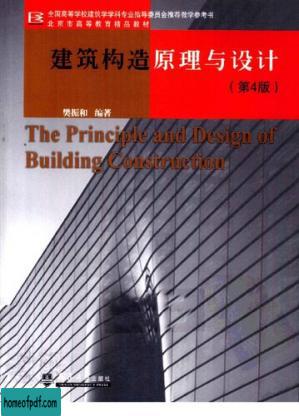 全国高等学校建筑学学科专业指导委员会推荐教学参考书
北京市高等教育精品教材
建筑构造原理与设计
(第4版)
樊振和 编著
The Principle and Design of
Building Construction
homeofpdf.com